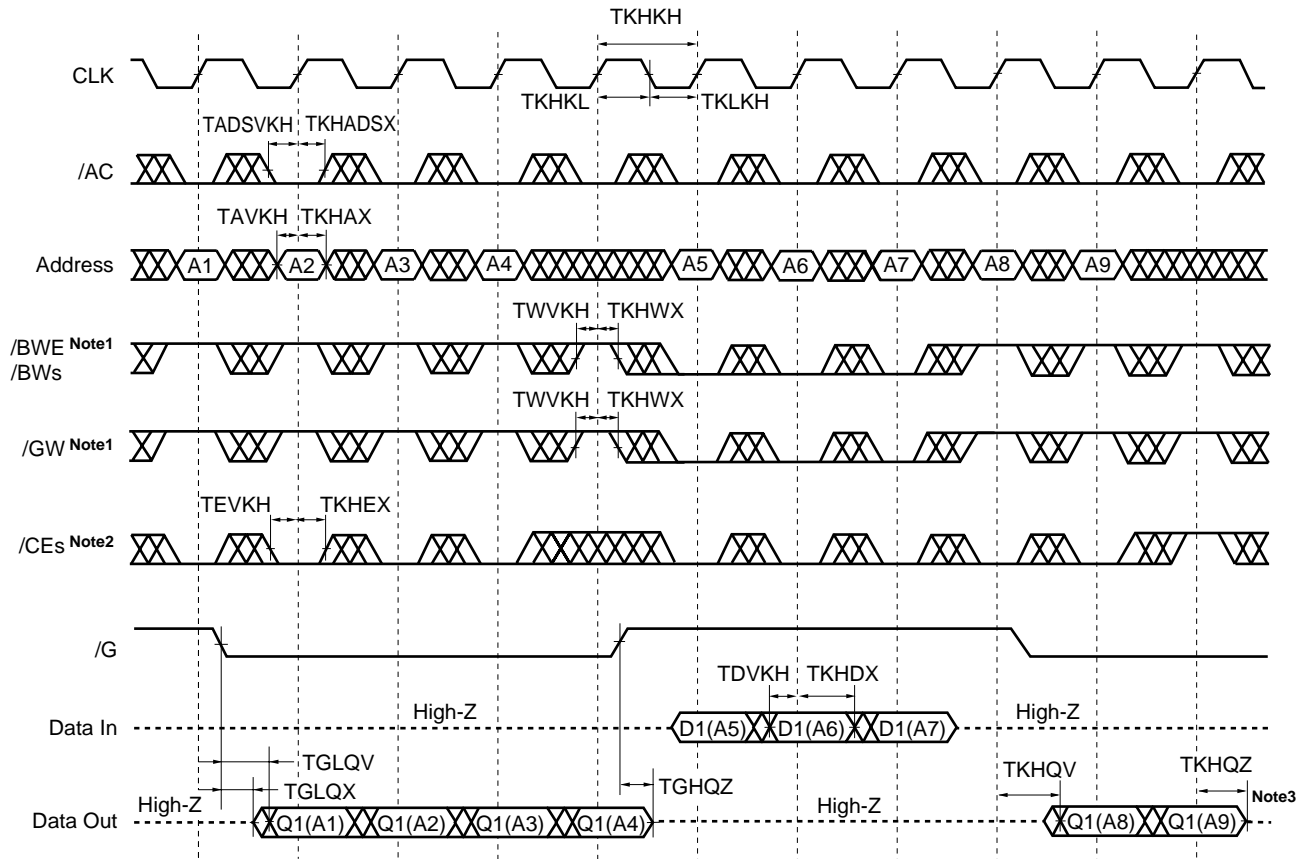 TKHKH
CLK
TKHKL TKLKH
TADSVKH TKHADSX
/AC
TAVKH TKHAX
Address A1 A2 A3 A4 A5 A6 A7 A8 A9
TWVKH TKHWX
/BWE Note1
/BWs
TWVKH TKHWX
/GW Note1
TEVKH TKHEX
/CEs Note2
/G
TDVKH TKHDX
High-Z High-Z
Data In D1(A5) D1(A6) D1(A7)
TGLQV
TKHQV TKHQZ
TGLQX TGHQZ
High-Z High-Z Note3
Data Out Q1(A1) Q1(A2) Q1(A3) Q1(A4) Q1(A8) Q1(A9)